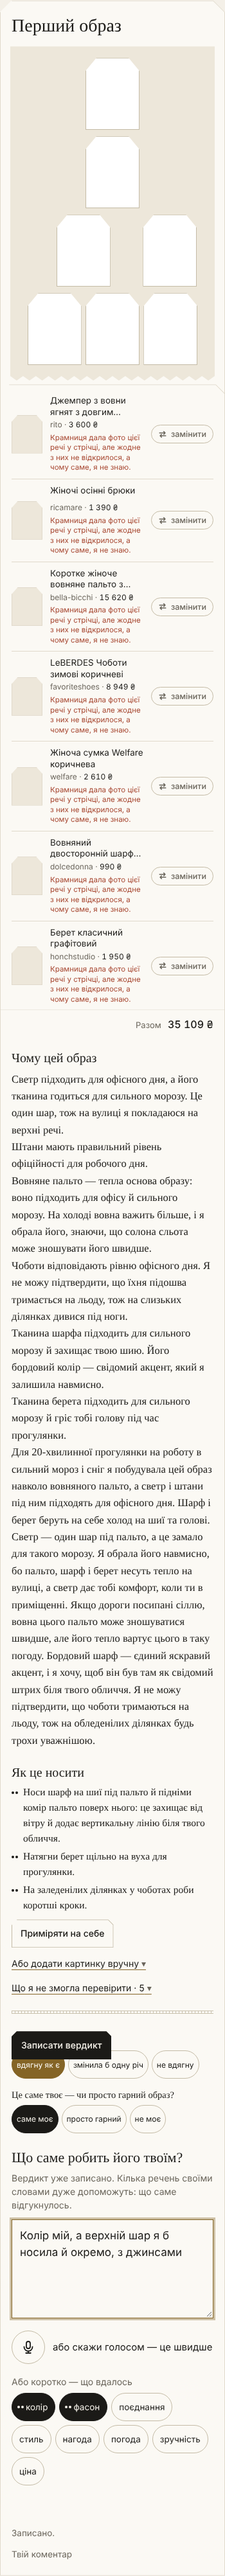 Перший образ
Джемпер з вовни
ягнят з довгим...
rito · 3 600 ₴
Крамниця дала фото цієї
речі у стрічці, але жодне
з них не відкрилося, а
чому саме, я не знаю.
замінити
Жіночі осінні брюки
ricamare · 1 390 ₴
Крамниця дала фото цієї
речі у стрічці, але жодне
з них не відкрилося, а
чому саме, я не знаю.
замінити
Коротке жіноче
вовняне пальто з...
bella-bicchi · 15 620 ₴
Крамниця дала фото цієї
речі у стрічці, але жодне
з них не відкрилося, а
чому саме, я не знаю.
замінити
LeBERDES Чоботи
зимові коричневі
favoriteshoes · 8 949 ₴
Крамниця дала фото цієї
речі у стрічці, але жодне
з них не відкрилося, а
чому саме, я не знаю.
замінити
Жіноча сумка Welfare
коричнева
welfare · 2 610 ₴
Крамниця дала фото цієї
речі у стрічці, але жодне
з них не відкрилося, а
чому саме, я не знаю.
замінити
Вовняний
двосторонній шарф...
dolcedonna · 990 ₴
Крамниця дала фото цієї
речі у стрічці, але жодне
з них не відкрилося, а
чому саме, я не знаю.
замінити
Берет класичний
графітовий
honchstudio · 1 950 ₴
Крамниця дала фото цієї
речі у стрічці, але жодне
з них не відкрилося, а
чому саме, я не знаю.
замінити
Разом 35 109 ₴
Чому цей образ
Светр підходить для офісного дня, а його
тканина годиться для сильного морозу. Це
один шар, тож на вулиці я покладаюся на
верхні речі.
Штани мають правильний рівень
офіційності для робочого дня.
Вовняне пальто — тепла основа образу:
воно підходить для офісу й сильного
морозу. На холоді вовна важить більше, і я
обрала його, знаючи, що солона сльота
може зношувати його швидше.
Чоботи відповідають рівню офісного дня. Я
не можу підтвердити, що їхня підошва
тримається на льоду, тож на слизьких
ділянках дивися під ноги.
Тканина шарфа підходить для сильного
морозу й захищає твою шию. Його
бордовий колір — свідомий акцент, який я
залишила навмисно.
Тканина берета підходить для сильного
морозу й гріє тобі голову під час
прогулянки.
Для 20-хвилинної прогулянки на роботу в
сильний мороз і сніг я побудувала цей образ
навколо вовняного пальто, а светр і штани
під ним підходять для офісного дня. Шарф і
берет беруть на себе холод на шиї та голові.
Светр — один шар під пальто, а це замало
для такого морозу. Я обрала його навмисно,
бо пальто, шарф і берет несуть тепло на
вулиці, а светр дає тобі комфорт, коли ти в
приміщенні. Якщо дороги посипані сіллю,
вовна цього пальто може зношуватися
швидше, але його тепло вартує цього в таку
погоду. Бордовий шарф — єдиний яскравий
акцент, і я хочу, щоб він був там як свідомий
штрих біля твого обличчя. Я не можу
підтвердити, що чоботи тримаються на
льоду, тож на обледенілих ділянках будь
трохи уважнішою.
Як це носити
Носи шарф на шиї під пальто й підніми
комір пальто поверх нього: це захищає від
вітру й додає вертикальну лінію біля твого
обличчя.
Натягни берет щільно на вуха для
прогулянки.
На заледенілих ділянках у чоботах роби
коротші кроки.
Приміряти на себе
Або додати картинку вручну ▾
Що я не змогла перевірити · 5 ▾
Записати вердикт
вдягну як є
змінила б одну річ
не вдягну
Це саме твоє — чи просто гарний образ?
саме моє
просто гарний
не моє
Що саме робить його твоїм?
Вердикт уже записано. Кілька речень своїми
словами дуже допоможуть: що саме
відгукнулось.
Колір мій, а верхній шар я б
носила й окремо, з джинсами
або скажи голосом — це швидше
Або коротко — що вдалось
колір
фасон
поєднання
стиль
нагода
погода
зручність
ціна
Записано.
Твій коментар